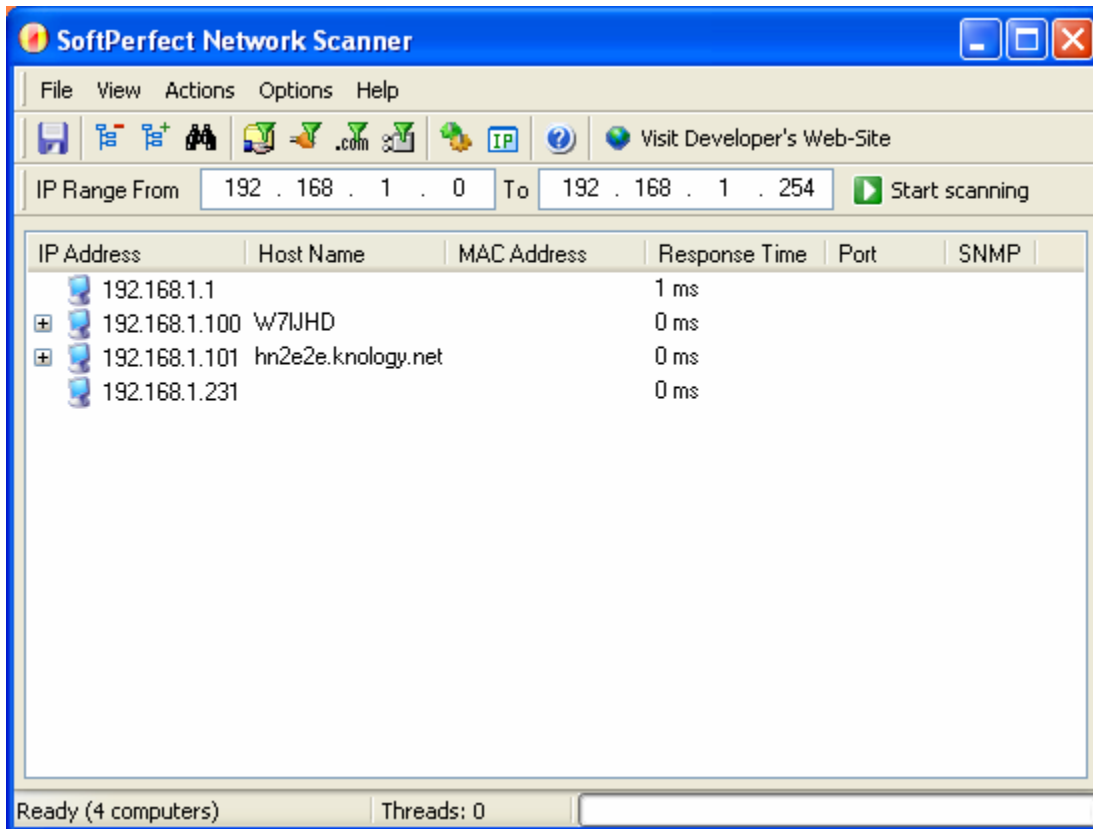 SoftPerfect Network Scanner
File View Actions Options Help
.com IP ? Visit Developer's Web-Site
IP Range From 192 . 168 . 1 . 0 To 192 . 168 . 1 . 254 Start scanning
IP Address Host Name MAC Address Response Time Port SNMP
192.168.1.1 1 ms
192.168.1.100 W7IJHD 0 ms
192.168.1.101 hn2e2e.knology.net 0 ms
192.168.1.231 0 ms
Ready (4 computers) Threads: 0